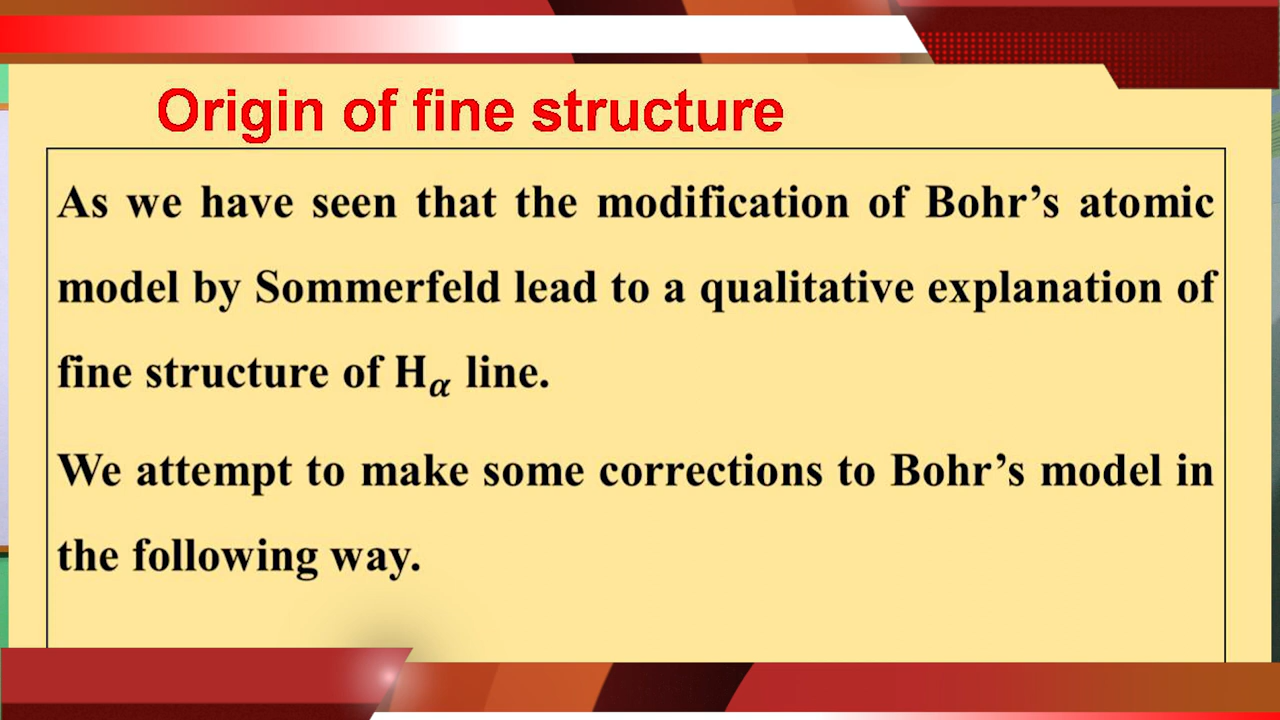 Origin of fine structure
As we have seen that the modification of Bohr’s atomic
model by Sommerfeld lead to a qualitative explanation of
fine structure of H𝜶 line.
We attempt to make some corrections to Bohr’s model in
the following way.